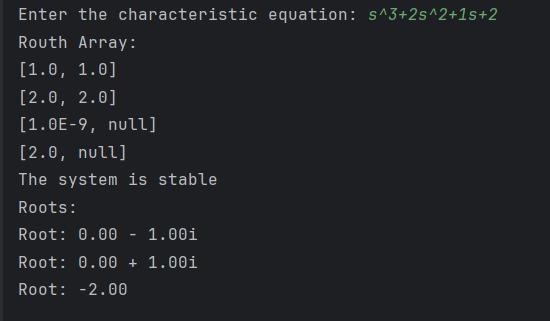 Enter the characteristic equation: s^3+2s^2+1s+2
Routh Array:
[1.0, 1.0]
[2.0, 2.0]
[1.0E-9, null]
[2.0, null]
The system is stable
Roots:
Root: 0.00 - 1.00i
Root: 0.00 + 1.00i
Root: -2.00